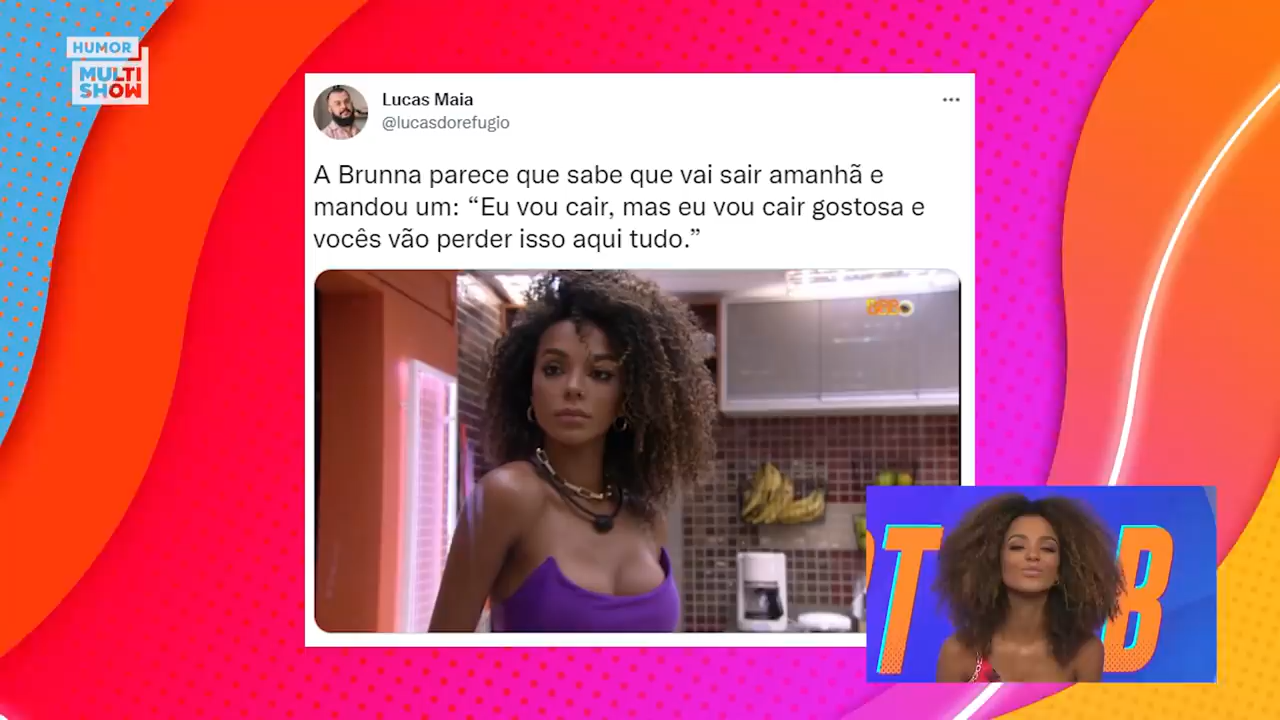 HUMOR
MULTI
SHOW
Lucas Maia
@lucasdorefugio
A Brunna parece que sabe que vai sair amanhã e
mandou um: “Eu vou cair, mas eu vou cair gostosa e
vocês vão perder isso aqui tudo.”
T B